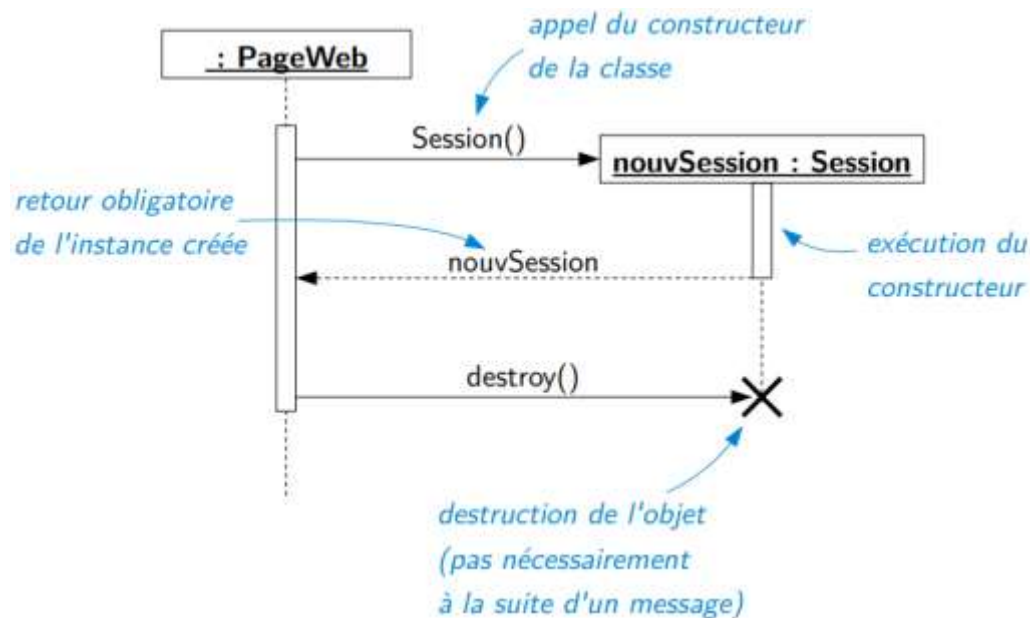 appel du constructeur
de la classe
: PageWeb
Session()
nouvSession : Session
retour obligatoire
de l'instance créée
nouvSession
exécution du
constructeur
destroy()
destruction de l'objet
(pas nécessairement
à la suite d'un message)